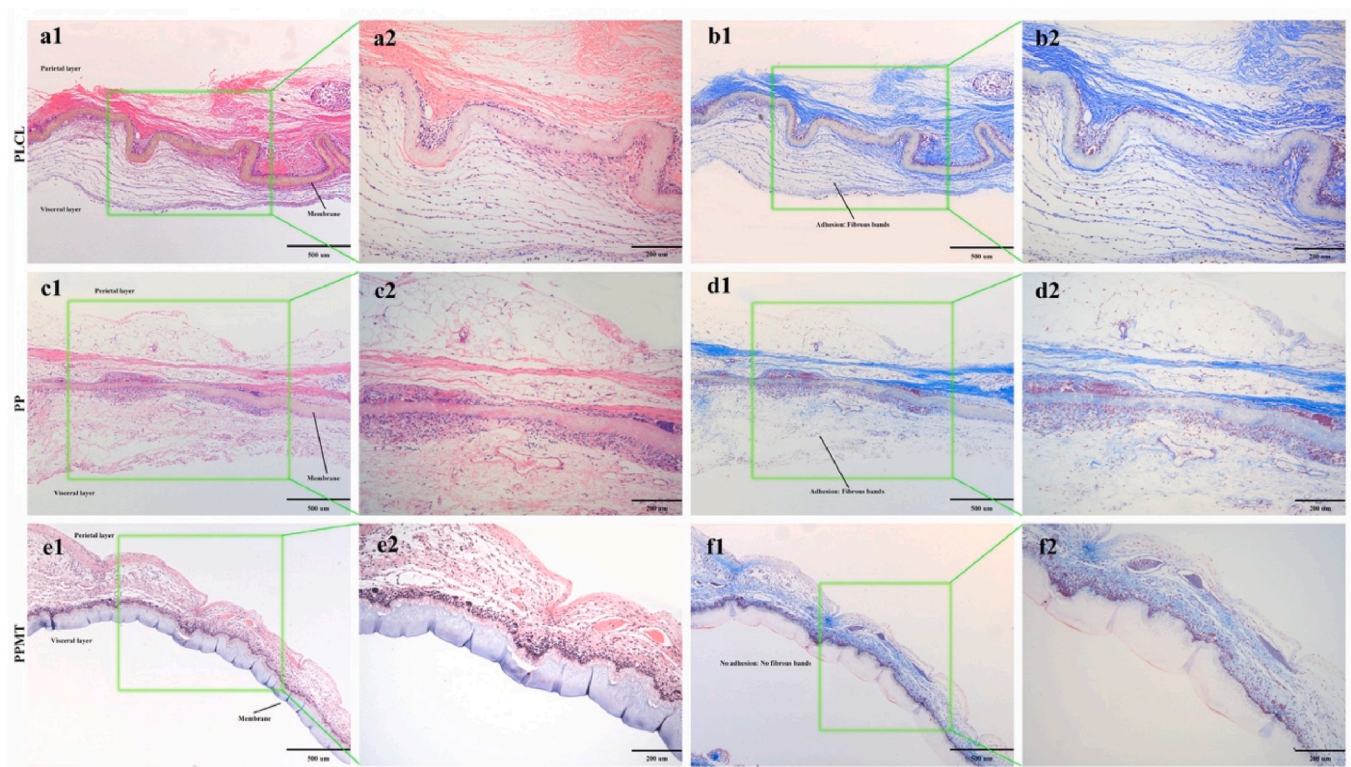 a1
Parietal layer
PLCL
Visceral layer
Membrane
500 um
a2
200 um
b1
Adhesion: Fibrous bands
500 um
b2
200 um
c1
Perietal layer
PP
Visceral layer
Membrane
500 um
c2
200 um
d1
Adhesion: Fibrous bands
500 um
d2
200 um
e1
Perietal layer
PPMT
Visceral layer
Membrane
500 um
e2
200 um
f1
No adhesion: No fibrous bands
500 um
f2
200 um